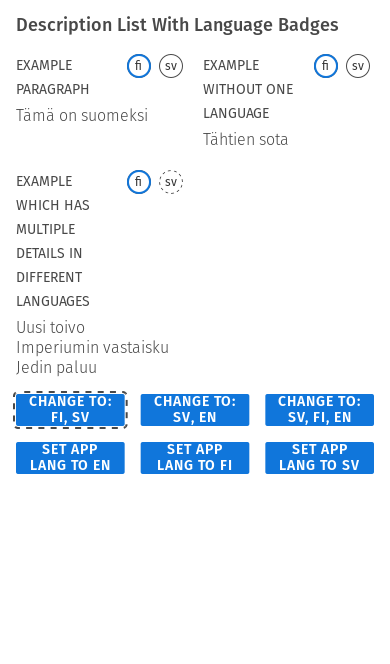 Description List With Language Badges
EXAMPLE
PARAGRAPH
fi
sv
Tämä on suomeksi
EXAMPLE
WITHOUT ONE
LANGUAGE
fi
sv
Tähtien sota
EXAMPLE
WHICH HAS
MULTIPLE
DETAILS IN
DIFFERENT
LANGUAGES
fi
sv
Uusi toivo
Imperiumin vastaisku
Jedin paluu
CHANGE TO:
FI, SV
CHANGE TO:
SV, EN
CHANGE TO:
SV, FI, EN
SET APP
LANG TO EN
SET APP
LANG TO FI
SET APP
LANG TO SV